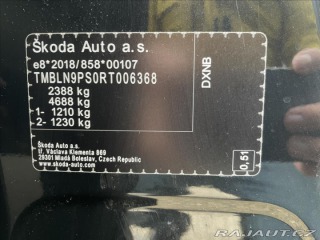 Škoda Auto a.s.
e8*2018/858*00107
TMBLN9PS0RT006368
2388 kg
4688 kg
1- 1210 kg
2- 1230 kg
DXNB
Škoda Auto a.s.
tř. Václava Klementa 869
29301 Mladá Boleslav, Czech Republic
www.skoda-auto.com
0,51
RAJAUT.CZ